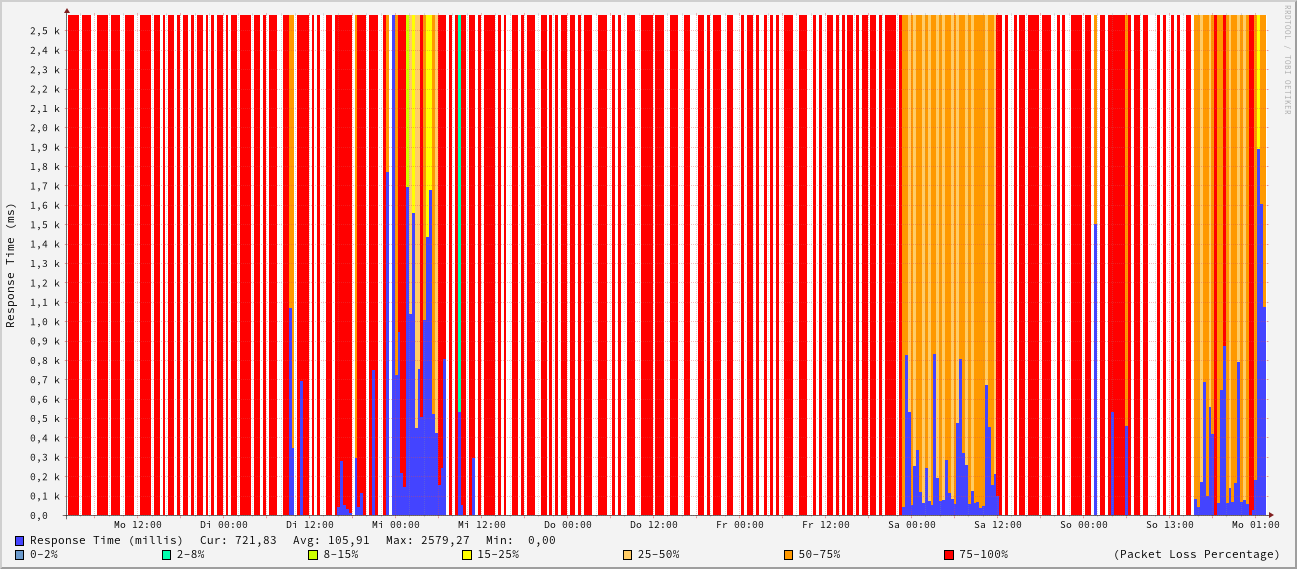 RRDTOOL / TOBI OETIKER
Response Time (ms)
2,5 k
2,4 k
2,3 k
2,2 k
2,1 k
2,0 k
1,9 k
1,8 k
1,7 k
1,6 k
1,5 k
1,4 k
1,3 k
1,2 k
1,1 k
1,0 k
0,9 k
0,8 k
0,7 k
0,6 k
0,5 k
0,4 k
0,3 k
0,2 k
0,1 k
0,0
Mo 12:00 Di 00:00 Di 12:00 Mi 00:00 Mi 12:00 Do 00:00 Do 12:00 Fr 00:00 Fr 12:00 Sa 00:00 Sa 12:00 So 00:00 So 13:00 Mo 01:00
Response Time (millis) Cur: 721,83 Avg: 105,91 Max: 2579,27 Min: 0,00
0-2% 2-8% 8-15% 15-25% 25-50% 50-75% 75-100% (Packet Loss Percentage)